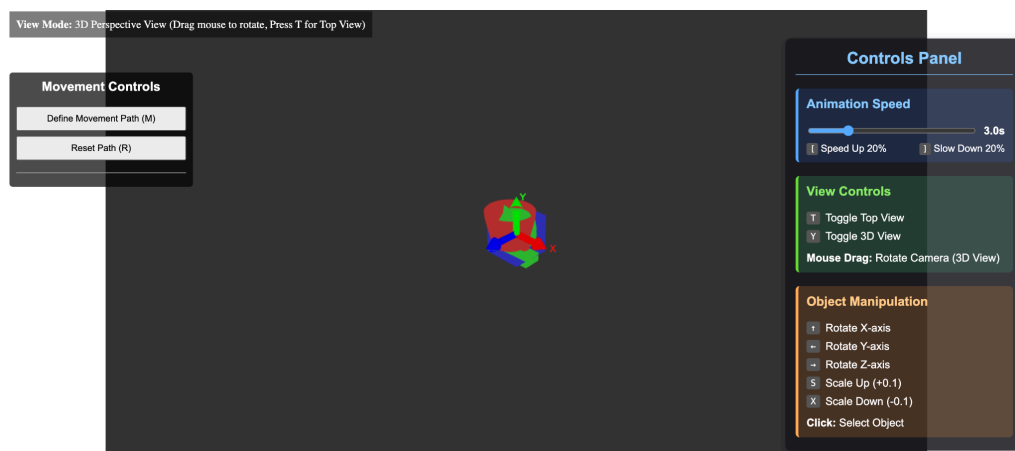 View Mode: 3D Perspective View (Drag mouse to rotate, Press T for Top View)
Movement Controls
Define Movement Path (M)
Reset Path (R)
Y
X
Controls Panel
Animation Speed
3.0s
[ Speed Up 20% ] Slow Down 20%
View Controls
T Toggle Top View
Y Toggle 3D View
Mouse Drag: Rotate Camera (3D View)
Object Manipulation
↑ Rotate X-axis
← Rotate Y-axis
→ Rotate Z-axis
S Scale Up (+0.1)
X Scale Down (-0.1)
Click: Select Object